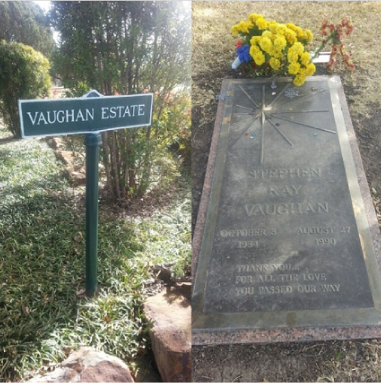 VAUGHAN ESTATE
STEPHEN
RAY
VAUGHAN
OCTOBER 3 AUGUST 27
1954 1990
THANK YOU...
FOR ALL THE LOVE
YOU PASSED OUR WAY